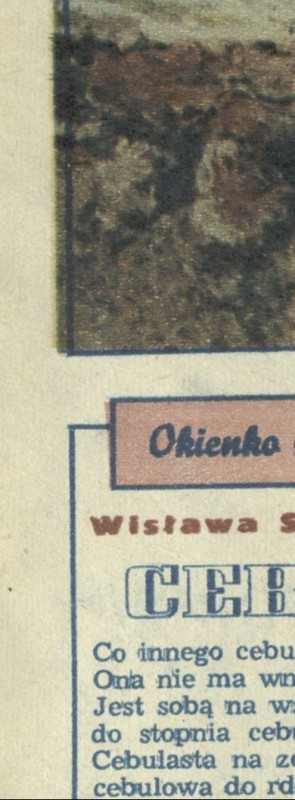 Okienko
Wisława S
CEB
Co innego cebu
Ona nie ma wn
Jest sobą na w
do stopnia cebu
Cebulasta na ze
cebulowa do rd